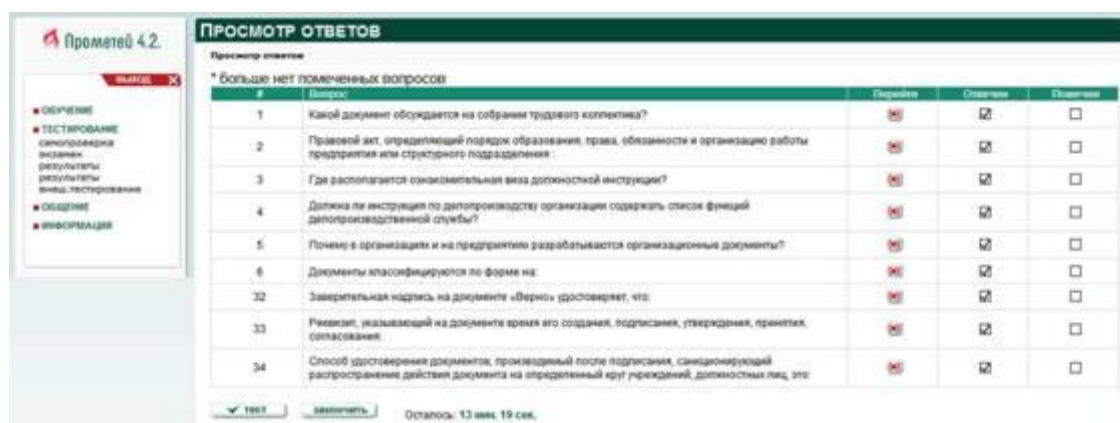 Прометей 4.2.
ВЫХОД X
ОБУЧЕНИЕ
ТЕСТИРОВАНИЕ
самопроверка
экзамен
результаты
результаты
внеш.тестирования
ОБЩЕНИЕ
ИНФОРМАЦИЯ
ПРОСМОТР ОТВЕТОВ
Просмотр ответов
* больше нет помеченных вопросов
# Вопрос Перейти Отвечен Помечен
1 Какой документ обсуждается на собрании трудового коллектива?
2 Правовой акт, определяющий порядок образования, права, обязанности и организацию работы
предприятия или структурного подразделения :
3 Где располагается ознакомительная виза должностной инструкции?
4 Должна ли инструкция по делопроизводству организации содержать список функций
делопроизводственной службы?
5 Почему в организациях и на предприятиях разрабатываются организационные документы?
6 Документы классифицируются по форме на:
32 Заверительная надпись на документе «Верно» удостоверяет, что:
33 Реквизит, указывающий на документе время его создания, подписания, утверждения, принятия,
согласования:
34 Способ удостоверения документов, производимый после подписания, санкционирующий
распространение действия документа на определенный круг учреждений, должностных лиц, это:
ТЕСТ ЗАКОНЧИТЬ Осталось: 13 мин. 19 сек.